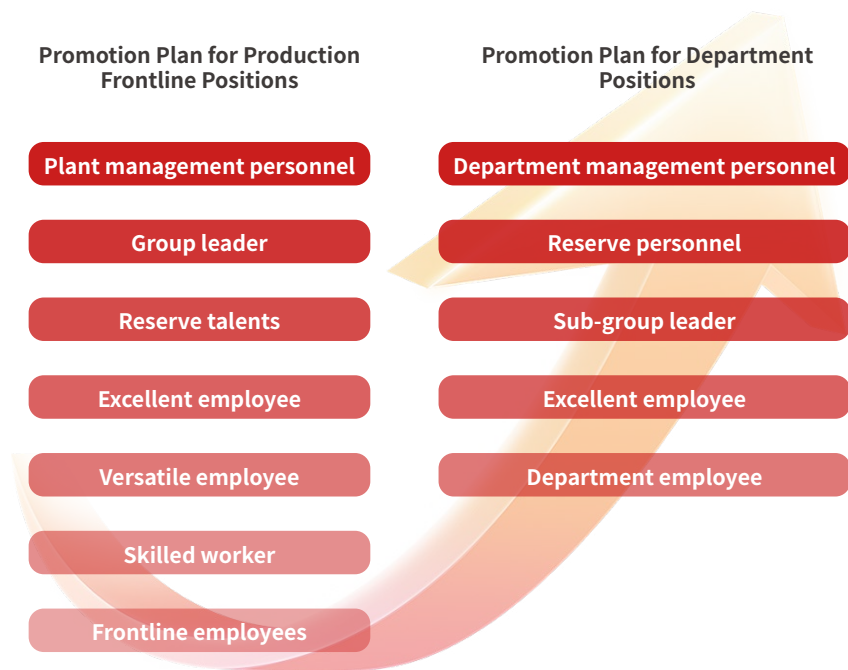 Promotion Plan for Production
Frontline Positions
Plant management personnel
Group leader
Reserve talents
Excellent employee
Versatile employee
Skilled worker
Frontline employees
Promotion Plan for Department
Positions
Department management personnel
Reserve personnel
Sub-group leader
Excellent employee
Department employee